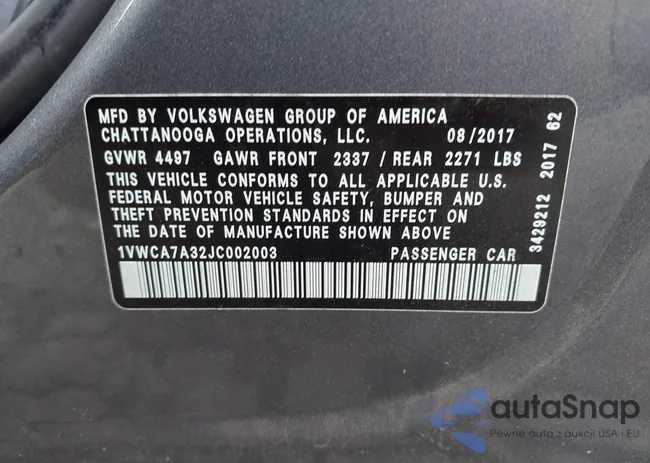 MFD BY VOLKSWAGEN GROUP OF AMERICA
CHATTANOOGA OPERATIONS, LLC. 08/2017
GVWR 4497 GAWR FRONT 2337 / REAR 2271 LBS
THIS VEHICLE CONFORMS TO ALL APPLICABLE U.S.
FEDERAL MOTOR VEHICLE SAFETY, BUMPER AND
THEFT PREVENTION STANDARDS IN EFFECT ON
THE DATE OF MANUFACTURE SHOWN ABOVE
1VWCA7A32JC002003 PASSENGER CAR
3429212 2017 62
autoSnap
Pewne auto z aukcji USA i EU